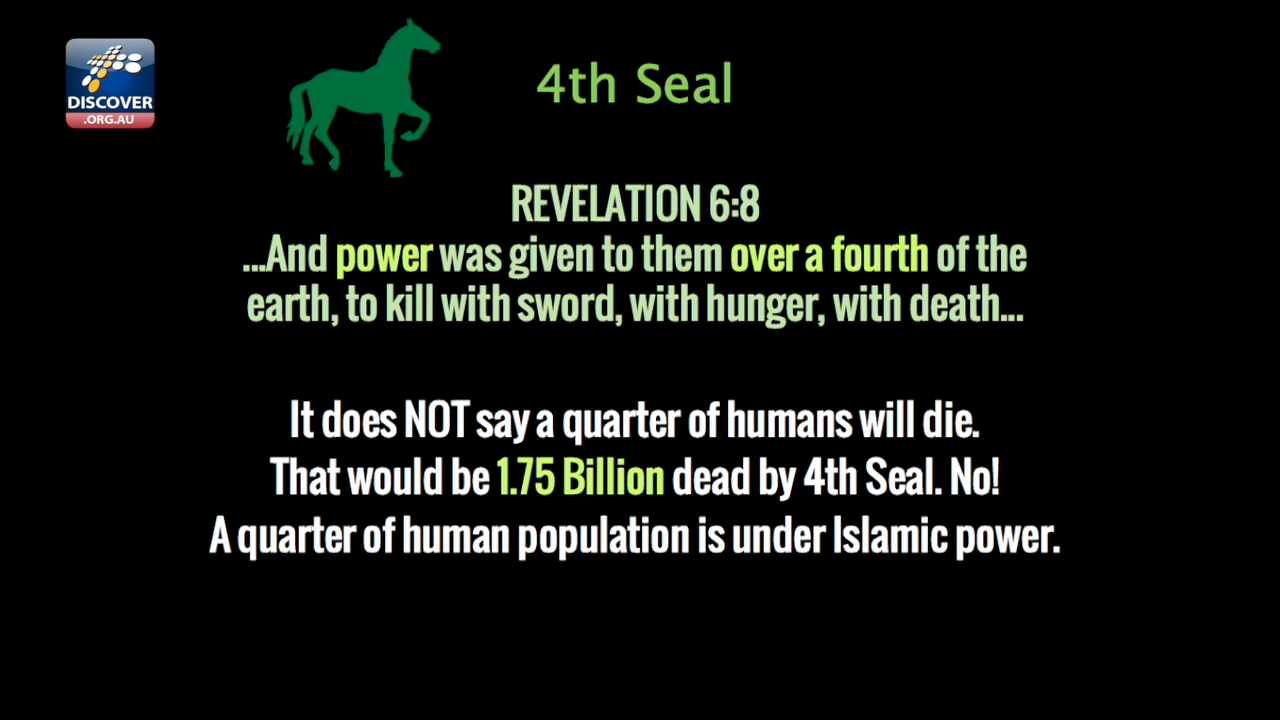 DISCOVER
.ORG.AU
4th Seal
REVELATION 6:8
...And power was given to them over a fourth of the
earth, to kill with sword, with hunger, with death...
It does NOT say a quarter of humans will die.
That would be 1.75 Billion dead by 4th Seal. No!
A quarter of human population is under Islamic power.